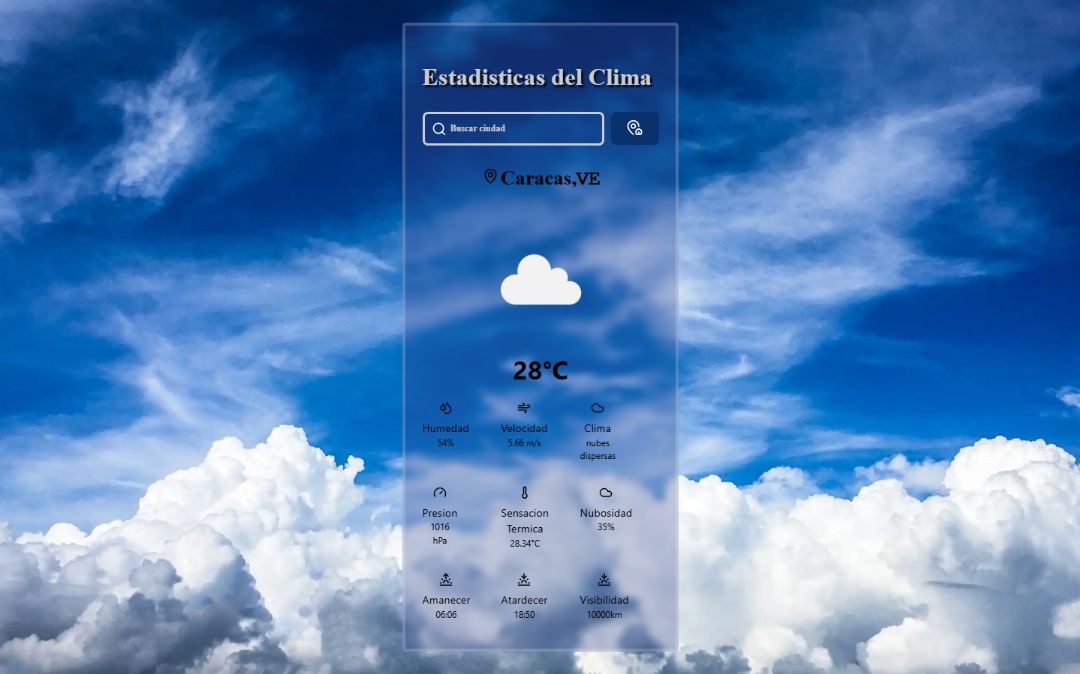 Estadisticas del Clima
Buscar ciudad
Caracas,VE
28°C
Humedad
54%
Velocidad
5.66 m/s
Clima
nubes
dispersas
Presion
1016
hPa
Sensacion
Termica
28.34°C
Nubosidad
35%
Amanecer
06:06
Atardecer
18:50
Visibilidad
10000km